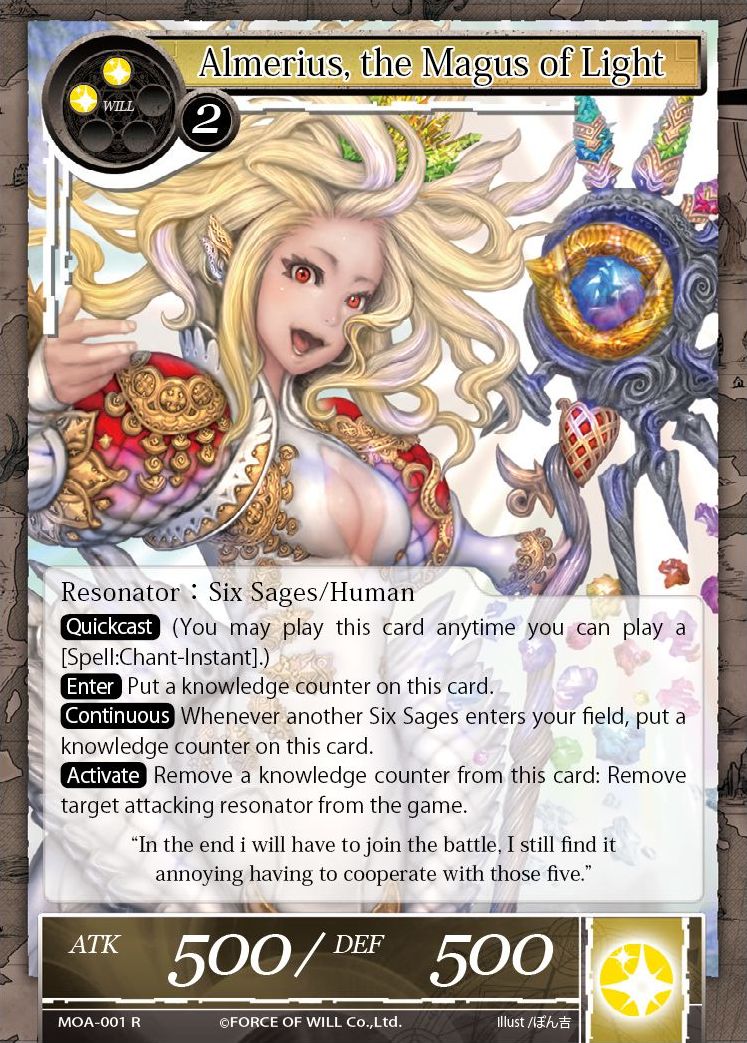 Almerius, the Magus of Light
WILL
2
Resonator : Six Sages/Human
Quickcast (You may play this card anytime you can play a
[Spell:Chant-Instant].)
Enter Put a knowledge counter on this card.
Continuous Whenever another Six Sages enters your field, put a
knowledge counter on this card.
Activate Remove a knowledge counter from this card: Remove
target attacking resonator from the game.
“In the end i will have to join the battle, I still find it
annoying having to cooperate with those five.”
ATK 500 / DEF 500
MOA-001 R ©FORCE OF WILL Co.,Ltd. Illust /ぽん吉